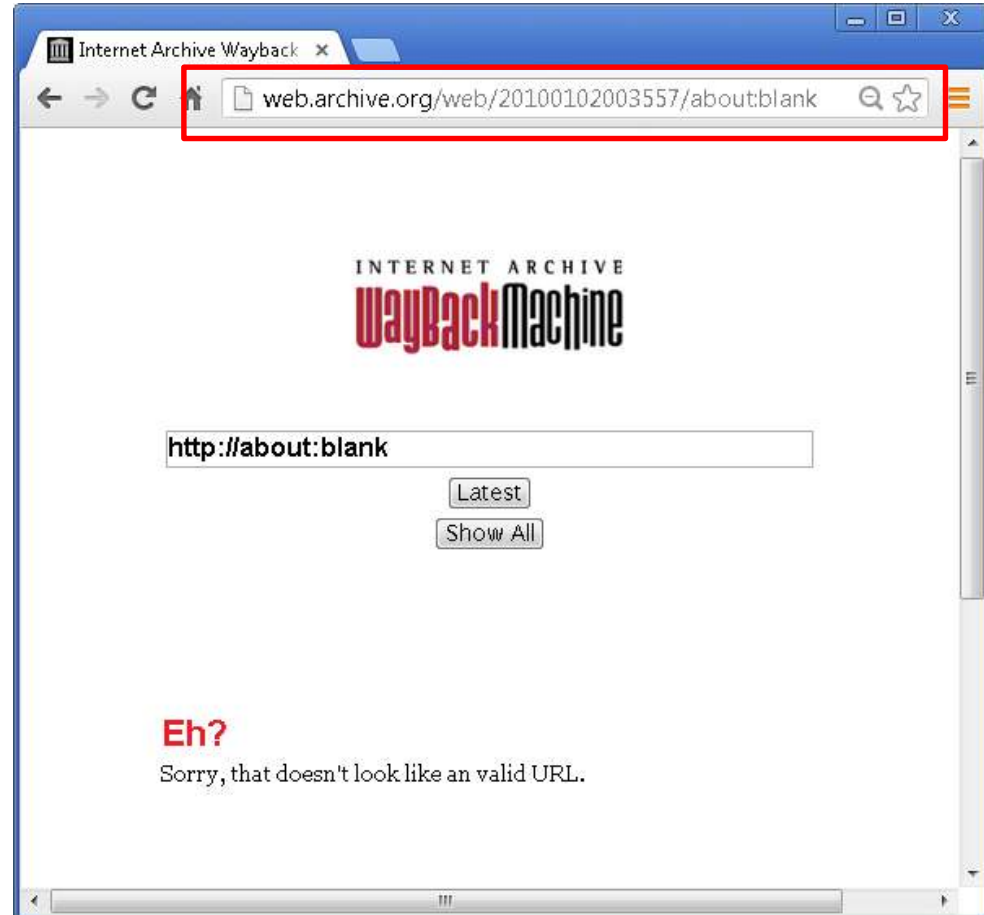 Internet Archive Wayback
web.archive.org/web/20100102003557/about:blank
INTERNET ARCHIVE
WayBackMachine
http://about:blank
Latest
Show All
Eh?
Sorry, that doesn't look like an valid URL.